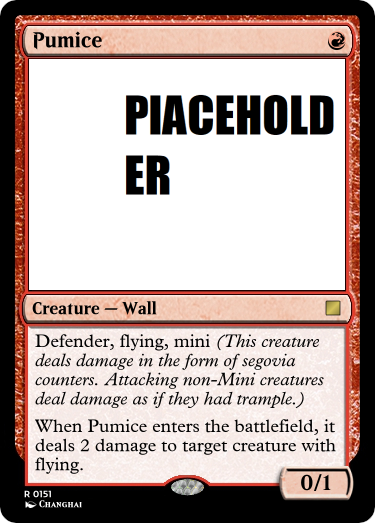 Pumice
PIACEHOLD
ER
Creature — Wall
Defender, flying, mini (This creature
deals damage in the form of segovia
counters. Attacking non-Mini creatures
deal damage as if they had trample.)
When Pumice enters the battlefield, it
deals 2 damage to target creature with
flying.
0/1
R 0151
Changhai